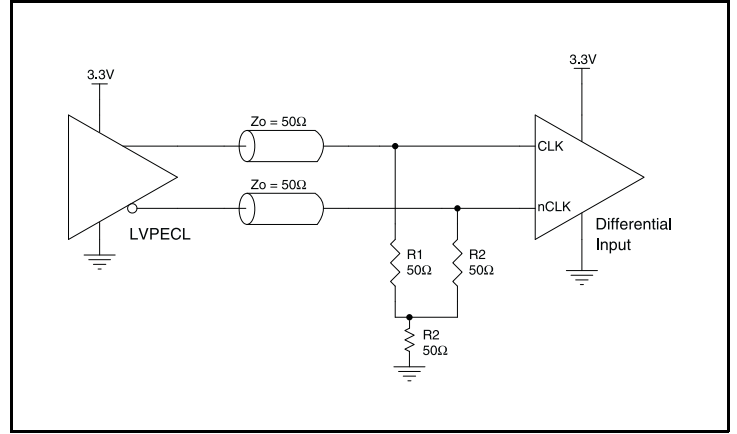 3.3V
3.3V
Zo = 50Ω
CLK
Zo = 50Ω
nCLK
LVPECL
Differential
Input
R1
50Ω
R2
50Ω
R2
50Ω